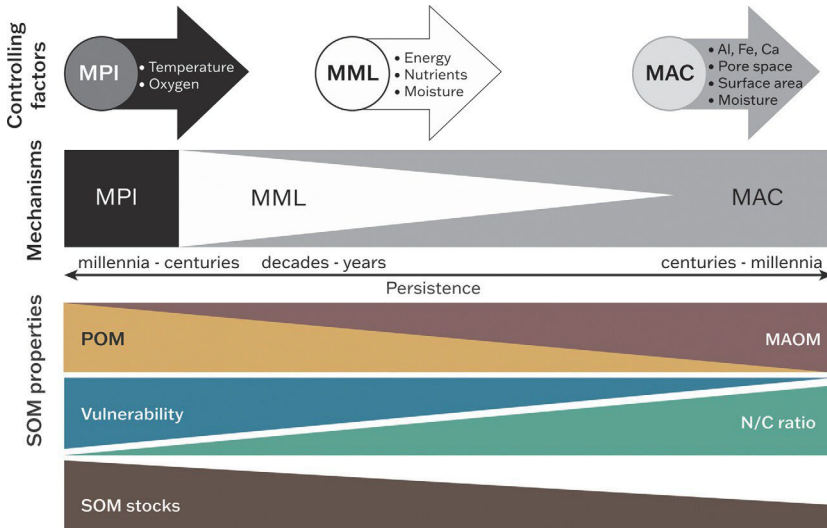 Controlling
factors
MPI
• Temperature
• Oxygen
MML
• Energy
• Nutrients
• Moisture
MAC
• Al, Fe, Ca
• Pore space
• Surface area
• Moisture
Mechanisms
MPI
MML
MAC
millennia - centuries
decades - years
centuries - millennia
Persistence
SOM properties
POM
MAOM
Vulnerability
N/C ratio
SOM stocks